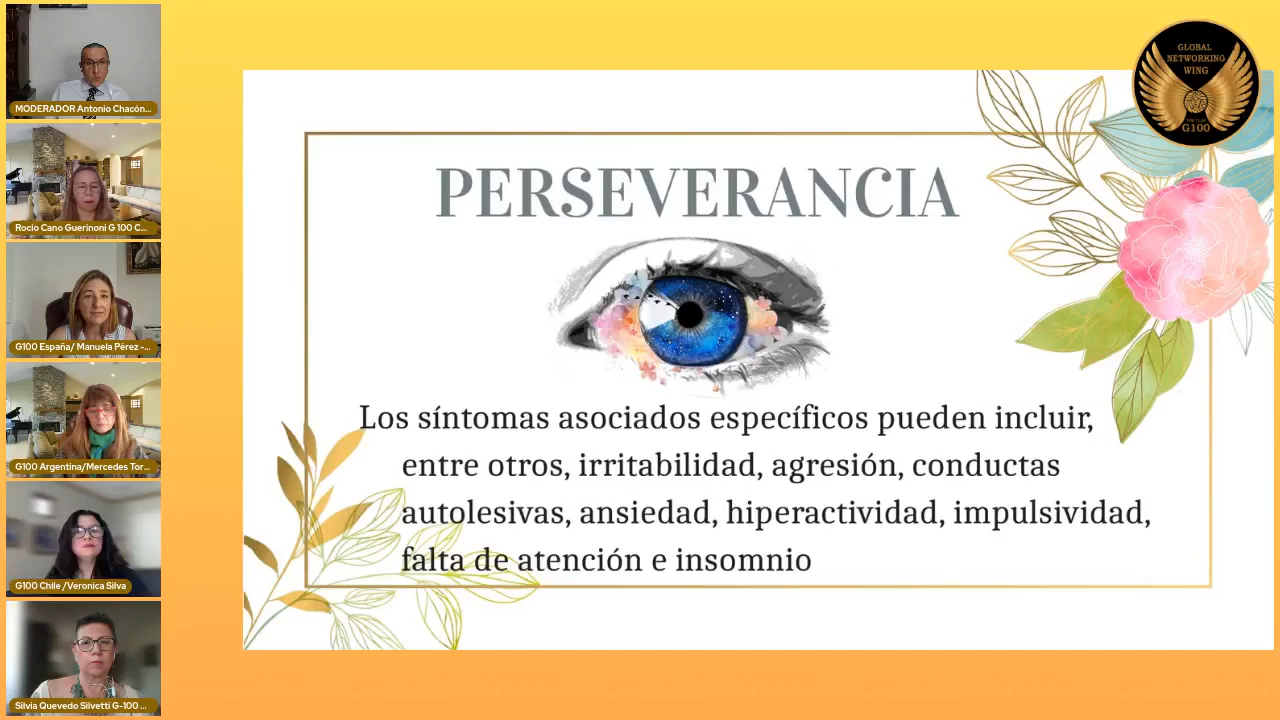 MODERADOR Antonio Chacón...
Rocio Cano Guerinoni G 100 C...
G100 España/ Manuela Pérez -...
G100 Argentina/Mercedes Tor...
G100 Chile /Veronica Silva
Silvia Quevedo Silvetti G-100 ...
GLOBAL
NETWORKING
WING
G100
PERSEVERANCIA
Los síntomas asociados específicos pueden incluir,
entre otros, irritabilidad, agresión, conductas
autolesivas, ansiedad, hiperactividad, impulsividad,
falta de atención e insomnio